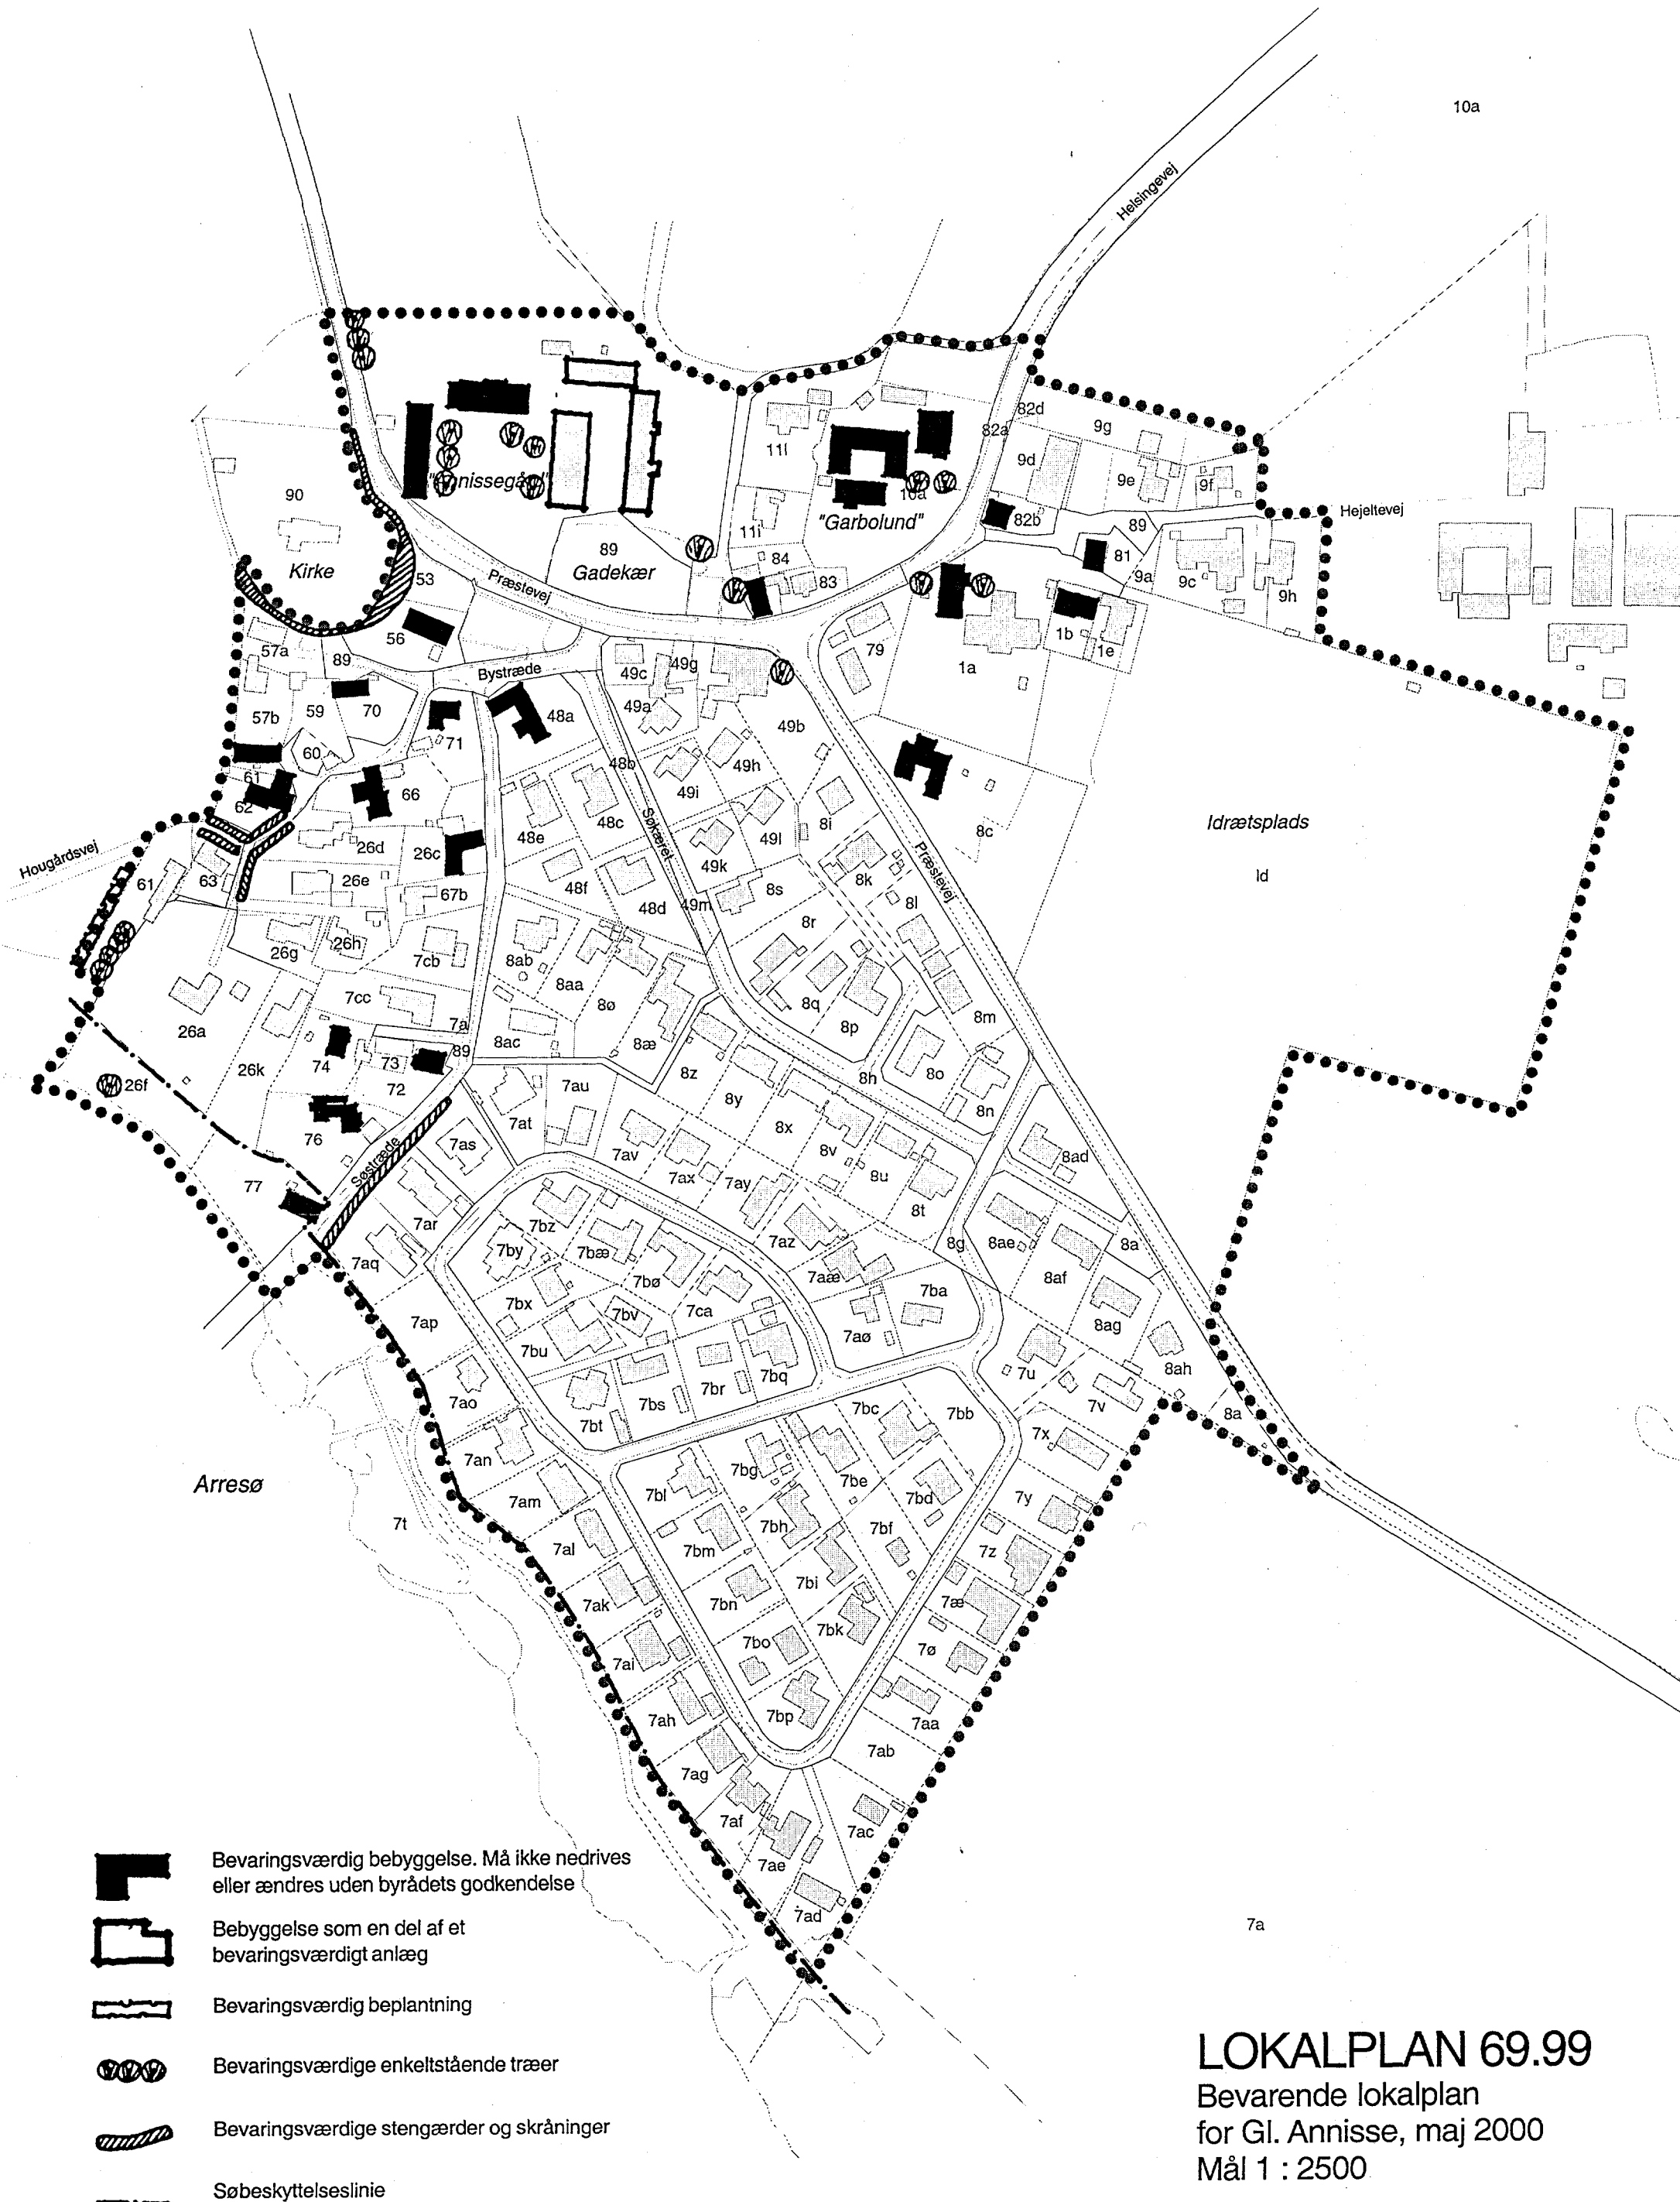 10a
Helsingevej
82d
82a
9g
11l
9d
9e
9f
90
10a
"Garbolund"
82b
89
Hejeltevej
11i
89
Gadekær
84
81
Kirke
53
Præstevej
83
9a
9c
9h
56
1b
57a
89
Bystræde
49c
49g
79
1a
1e
57b
59
70
48a
49a
49b
71
60
61
48b
49h
62
66
49i
48c
8i
8c
Idrætsplads
Søkæret
48e
49l
Hougårdsvej
26d
26c
49k
Præstevej
61
63
26e
48f
8s
8k
ld
67b
48d
49m
8l
8r
26g
26h
7cb
8ab
8aa
8ø
8q
7cc
8p
8m
26a
7a
8ac
8æ
89
74
73
26k
8z
8h
8o
26f
72
7au
8y
8n
76
7at
8x
7as
7av
8v
8ad
Søstræde
7ax
7ay
8u
77
7ar
7bz
8t
7by
7bæ
7az
8g
8ae
8a
7aq
7bø
7aæ
8af
7bx
7ca
7ba
7bv
7ap
7bu
7aø
8ag
7bq
7u
8ah
7br
7ao
7bs
7v
7bt
7bc
7bb
8a
7an
7x
7bg
Arresø
7bl
7be
7am
7bd
7y
7t
7bh
7bf
7al
7bm
7z
7bi
7ak
7bn
7æ
7bk
7bo
7ø
7ai
7ah
7bp
7aa
7ab
7ag
7af
7ac
7ae
7ad
7a
Bevaringsværdig bebyggelse. Må ikke nedrives
eller ændres uden byrådets godkendelse
Bebyggelse som en del af et
bevaringsværdigt anlæg
Bevaringsværdig beplantning
Bevaringsværdige enkeltstående træer
Bevaringsværdige stengærder og skråninger
Søbeskyttelseslinie
LOKALPLAN 69.99
Bevarende lokalplan
for Gl. Annisse, maj 2000
Mål 1 : 2500